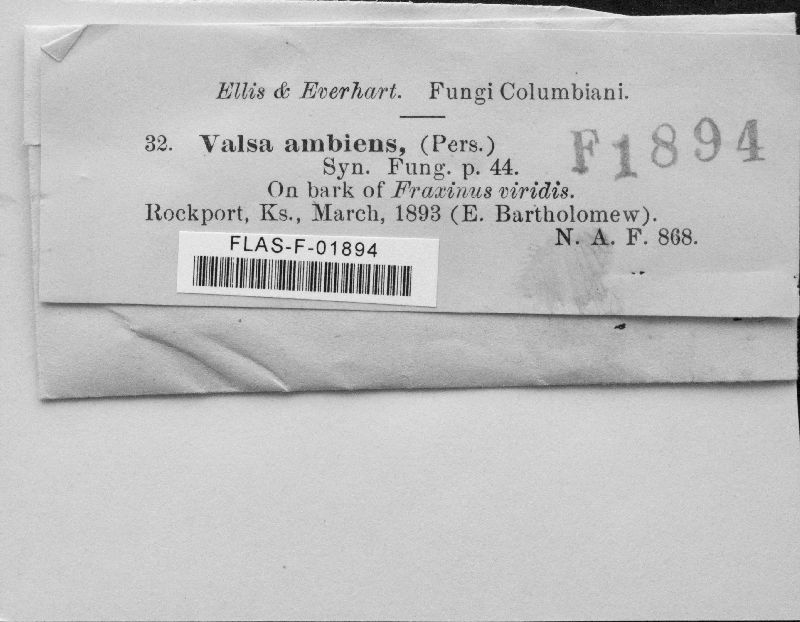 Ellis & Everhart. Fungi Columbiani.
32. Valsa ambiens, (Pers.)
F1894
Syn. Fung. p. 44.
On bark of Fraxinus viridis.
Rockport, Ks., March, 1893 (E. Bartholomew).
N. A. F. 868.
FLAS-F-01894